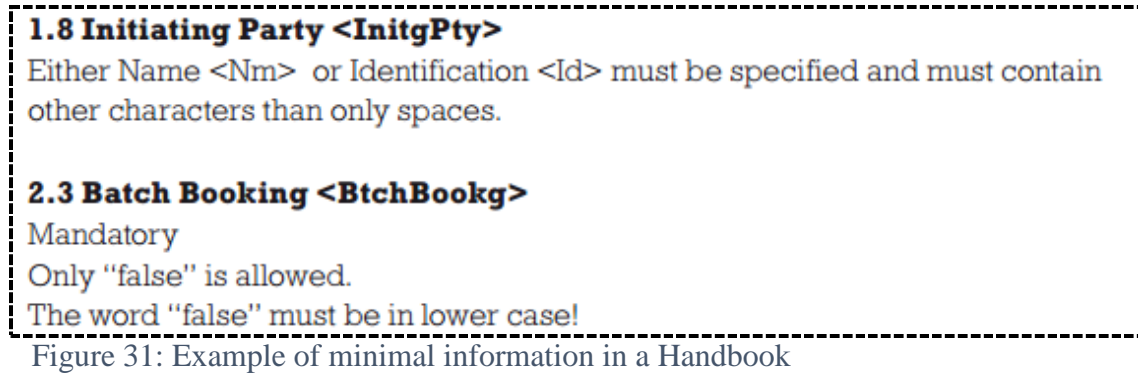 1.8 Initiating Party <InitgPty>
Either Name <Nm> or Identification <Id> must be specified and must contain
other characters than only spaces.
2.3 Batch Booking <BtchBookg>
Mandatory
Only “false” is allowed.
The word “false” must be in lower case!
Figure 31: Example of minimal information in a Handbook